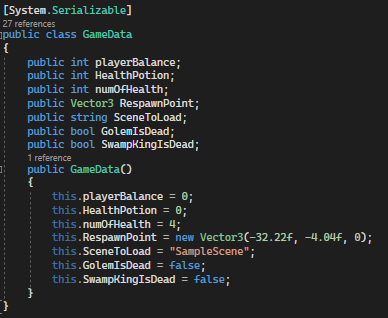 [System.Serializable]
27 references
public class GameData
{
public int playerBalance;
public int HealthPotion;
public int numOfHealth;
public Vector3 RespawnPoint;
public string SceneToLoad;
public bool GolemIsDead;
public bool SwampKingIsDead;
1 reference
public GameData()
{
this.playerBalance = 0;
this.HealthPotion = 0;
this.numOfHealth = 4;
this.RespawnPoint = new Vector3(-32.22f, -4.04f, 0);
this.SceneToLoad = "SampleScene";
this.GolemIsDead = false;
this.SwampKingIsDead = false;
}
}